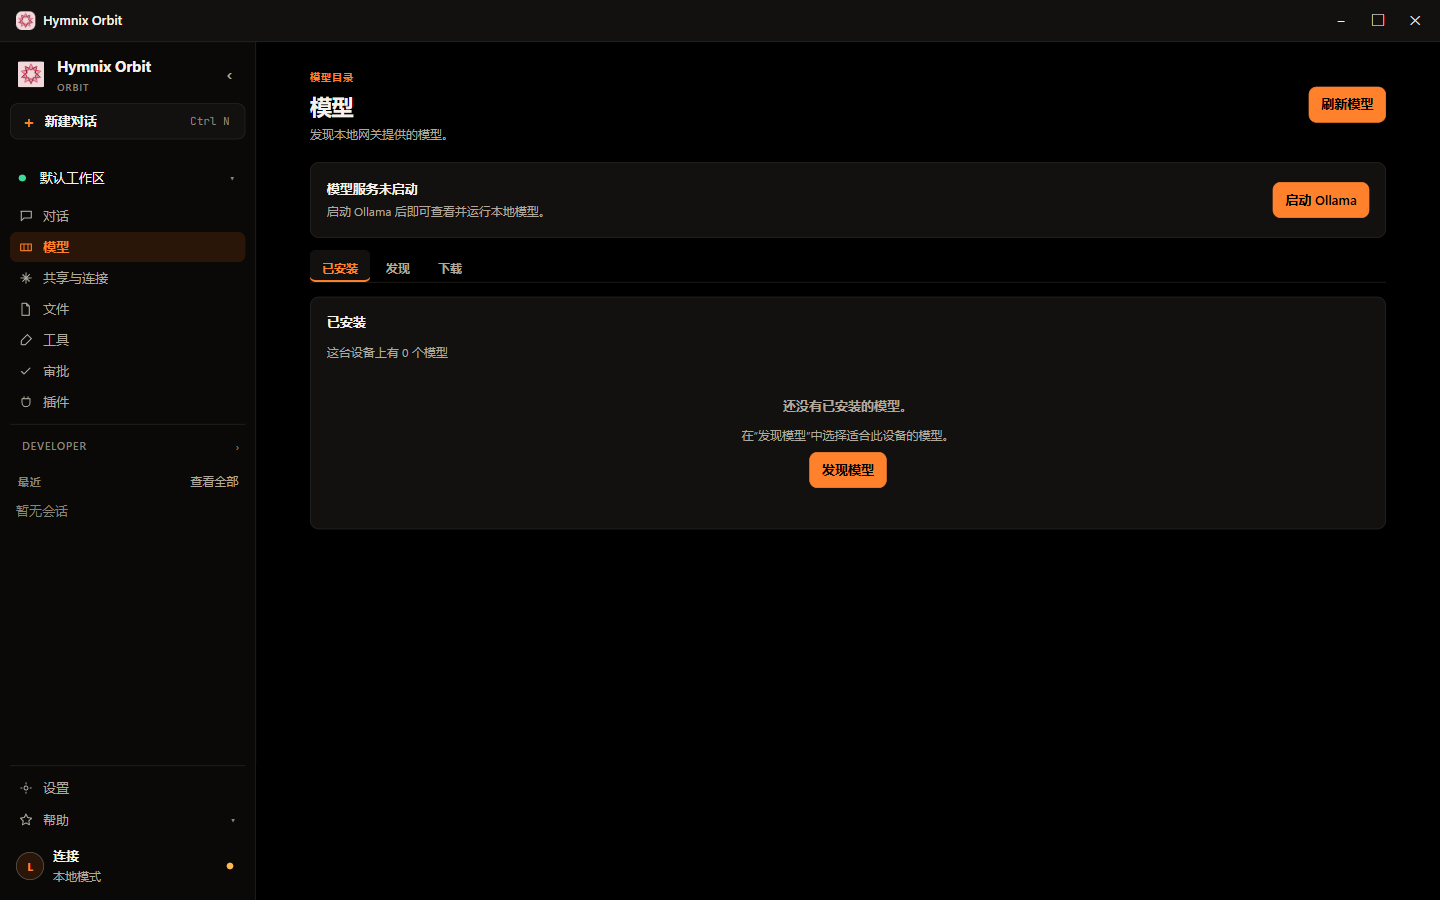 Hymnix Orbit
Hymnix Orbit
ORBIT
新建对话
Ctrl N
默认工作区
对话
模型
共享与连接
文件
工具
审批
插件
DEVELOPER
最近
查看全部
暂无会话
设置
帮助
L
连接
本地模式
模型目录
模型
发现本地网关提供的模型。
刷新模型
模型服务未启动
启动 Ollama 后即可查看并运行本地模型。
启动 Ollama
已安装
发现
下载
已安装
这台设备上有 0 个模型
还没有已安装的模型。
在"发现模型"中选择适合此设备的模型。
发现模型